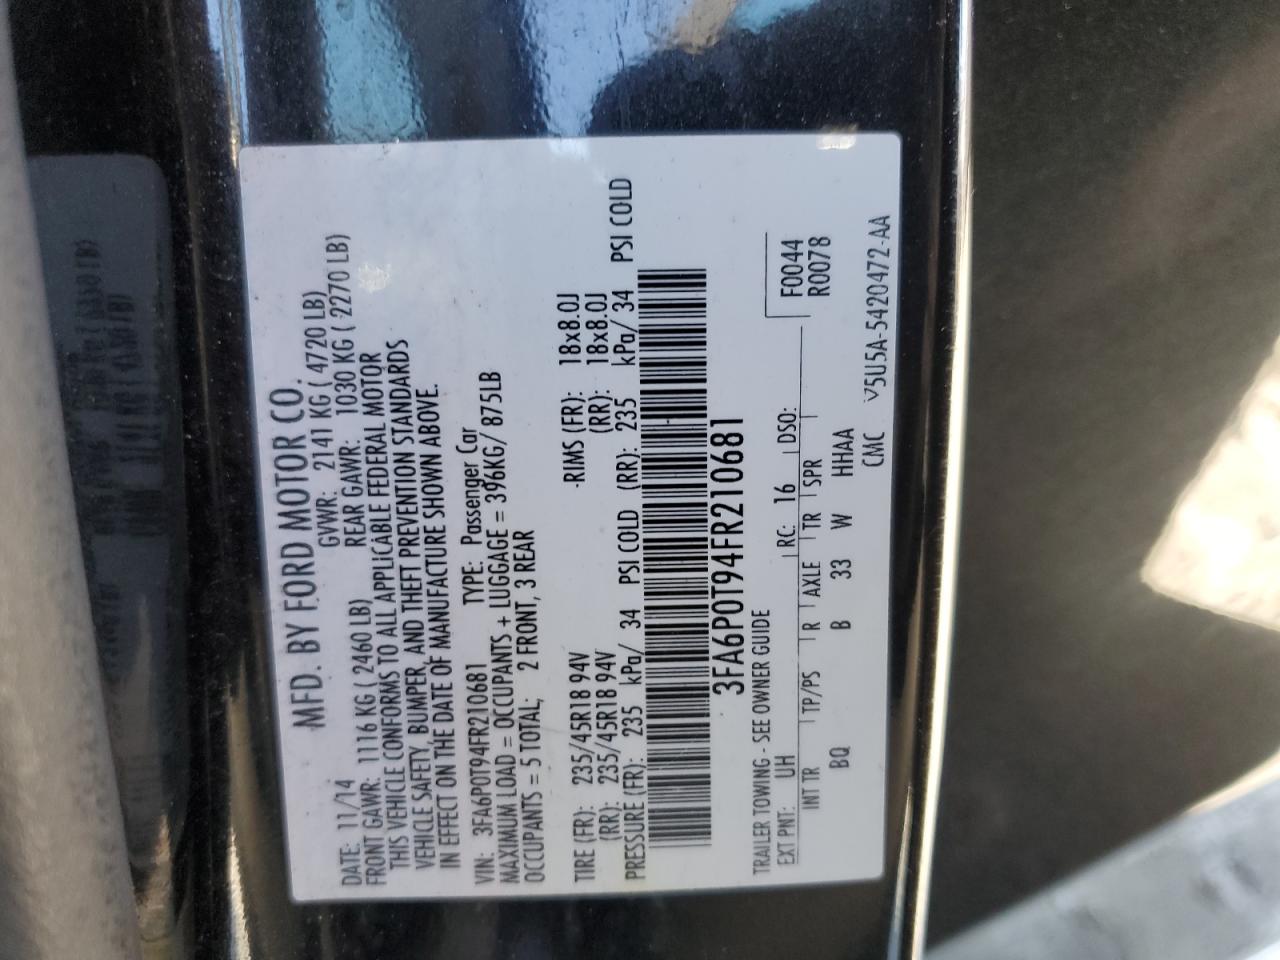 MFD. BY FORD MOTOR CO.
DATE: 11/14 GVWR: 2141 KG ( 4720 LB)
FRONT GAWR: 1116 KG ( 2460 LB) REAR GAWR: 1030 KG ( 2270 LB)
THIS VEHICLE CONFORMS TO ALL APPLICABLE FEDERAL MOTOR
VEHICLE SAFETY, BUMPER, AND THEFT PREVENTION STANDARDS
IN EFFECT ON THE DATE OF MANUFACTURE SHOWN ABOVE.
VIN: 3FA6P0T94FR210681 TYPE: Passenger Car
MAXIMUM LOAD = OCCUPANTS + LUGGAGE = 396KG/ 875LB
OCCUPANTS = 5 TOTAL; 2 FRONT, 3 REAR
TIRE (FR): 235/45R18 94V -RIMS (FR): 18x8.0J
(RR): 235/45R18 94V (RR): 18x8.0J
PRESSURE (FR): 235 kPa/ 34 PSI COLD (RR): 235 kPa/ 34 PSI COLD
3FA6P0T94FR210681
TRAILER TOWING - SEE OWNER GUIDE
EXT PNT: UH RC: 16 DSO: F0044
R0078
INT TR TP/PS R AXLE TR SPR
BQ B 33 W HHAA
CMC V5U5A-5420472-AA